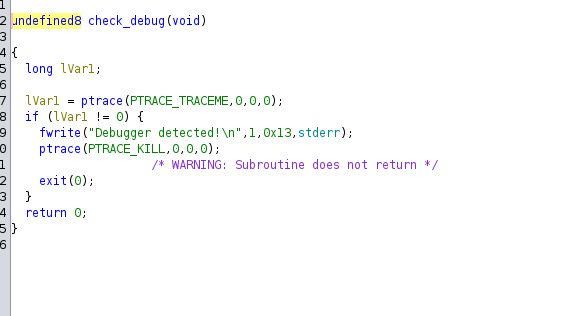 1
2 undefined8 check_debug(void)
3
4 {
5 long lVar1;
6
7 lVar1 = ptrace(PTRACE_TRACEME,0,0,0);
8 if (lVar1 != 0) {
9 fwrite("Debugger detected!\n",1,0x13,stderr);
0 ptrace(PTRACE_KILL,0,0,0);
1 /* WARNING: Subroutine does not return */
2 exit(0);
3 }
4 return 0;
5 }
6